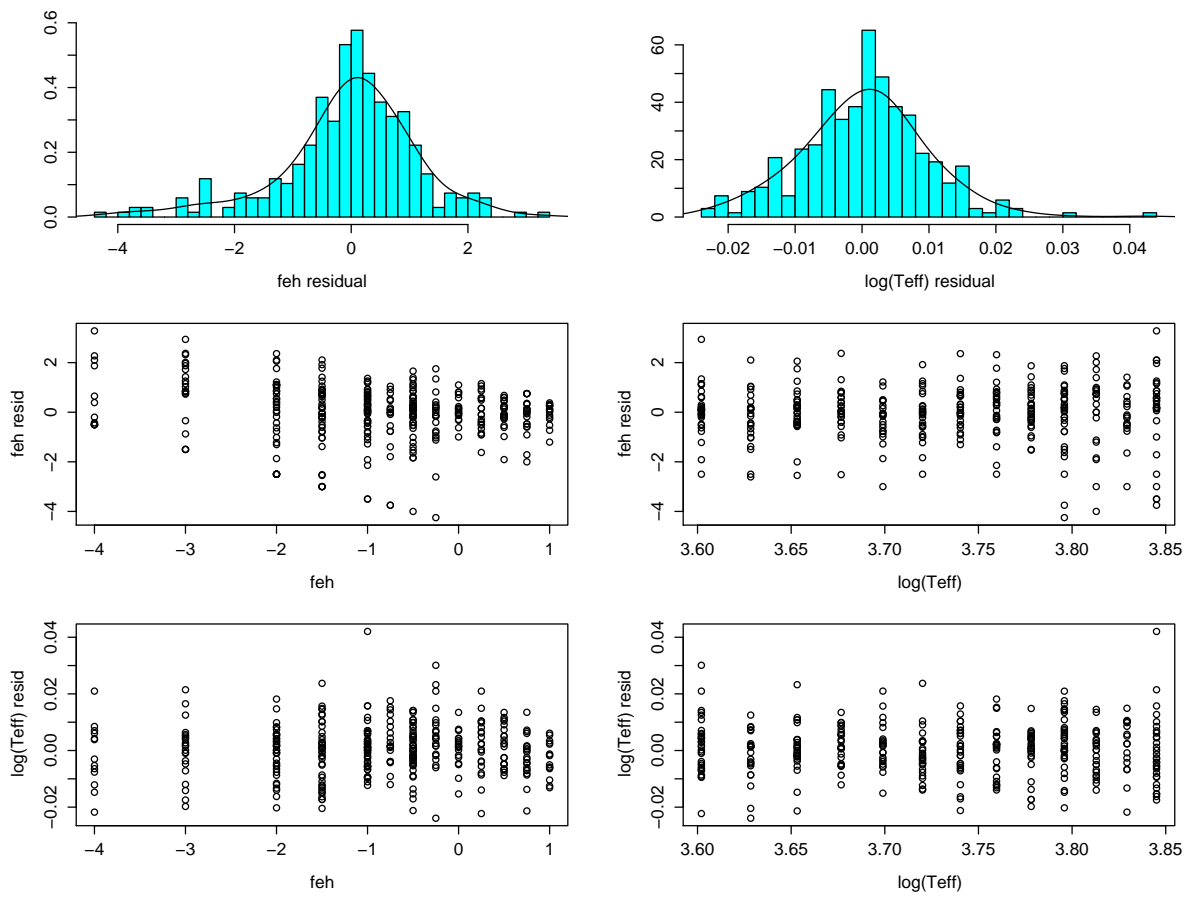 0.0 0.2 0.4 0.6
−4 −2 0 2
feh residual
0 20 40 60
−0.02 −0.01 0.00 0.01 0.02 0.03 0.04
log(Teff) residual
feh resid
−4 −2 0 2
−4 −3 −2 −1 0 1
feh
feh resid
−4 −2 0 2
3.60 3.65 3.70 3.75 3.80 3.85
log(Teff)
log(Teff) resid
−0.02 0.00 0.02 0.04
−4 −3 −2 −1 0 1
feh
log(Teff) resid
−0.02 0.00 0.02 0.04
3.60 3.65 3.70 3.75 3.80 3.85
log(Teff)